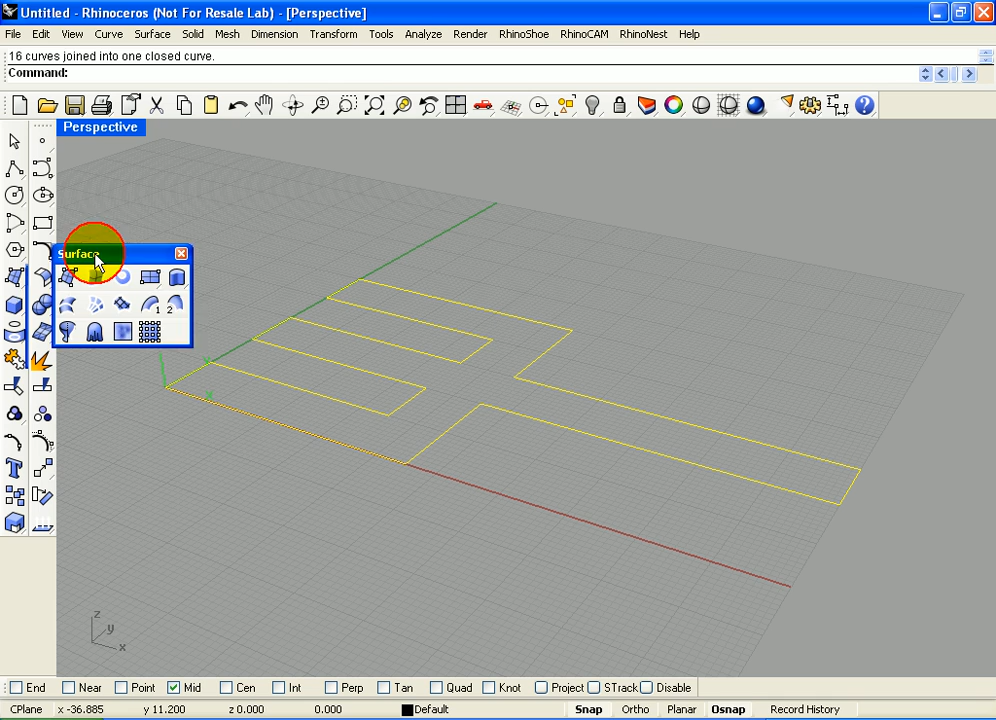 Untitled - Rhinoceros (Not For Resale Lab) - [Perspective]
File Edit View Curve Surface Solid Mesh Dimension Transform Tools Analyze Render RhinoShoe RhinoCAM RhinoNest Help
16 curves joined into one closed curve.
Command:
Perspective
Surface
1 2
T
z
y
x
End Near Point Mid Cen Int Perp Tan Quad Knot Project STrack Disable
CPlane x -36.885 y 11.200 z 0.000 0.000 Default Snap Ortho Planar Osnap Record History